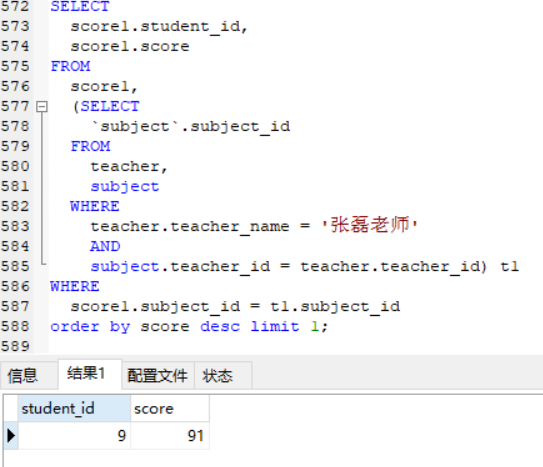 572 SELECT
573 score1.student_id,
574 score1.score
575 FROM
576 score1,
577 (SELECT
578 `subject`.subject_id
579 FROM
580 teacher,
581 subject
582 WHERE
583 teacher.teacher_name = '张磊老师'
584 AND
585 subject.teacher_id = teacher.teacher_id) t1
586 WHERE
587 score1.subject_id = t1.subject_id
588 order by score desc limit 1;
589
信息 结果1 配置文件 状态
student_id score
9 91